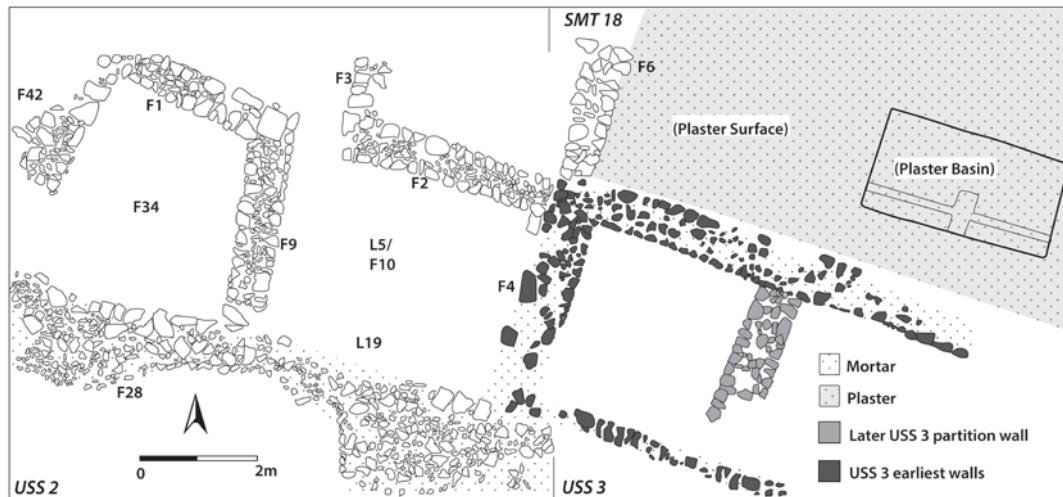 SMT 18
F42
F1
F3
F6
(Plaster Surface)
(Plaster Basin)
F2
F34
F9
L5/
F10
F4
L19
F28
0
2m
Mortar
Plaster
Later USS 3 partition wall
USS 3 earliest walls
USS 2
USS 3